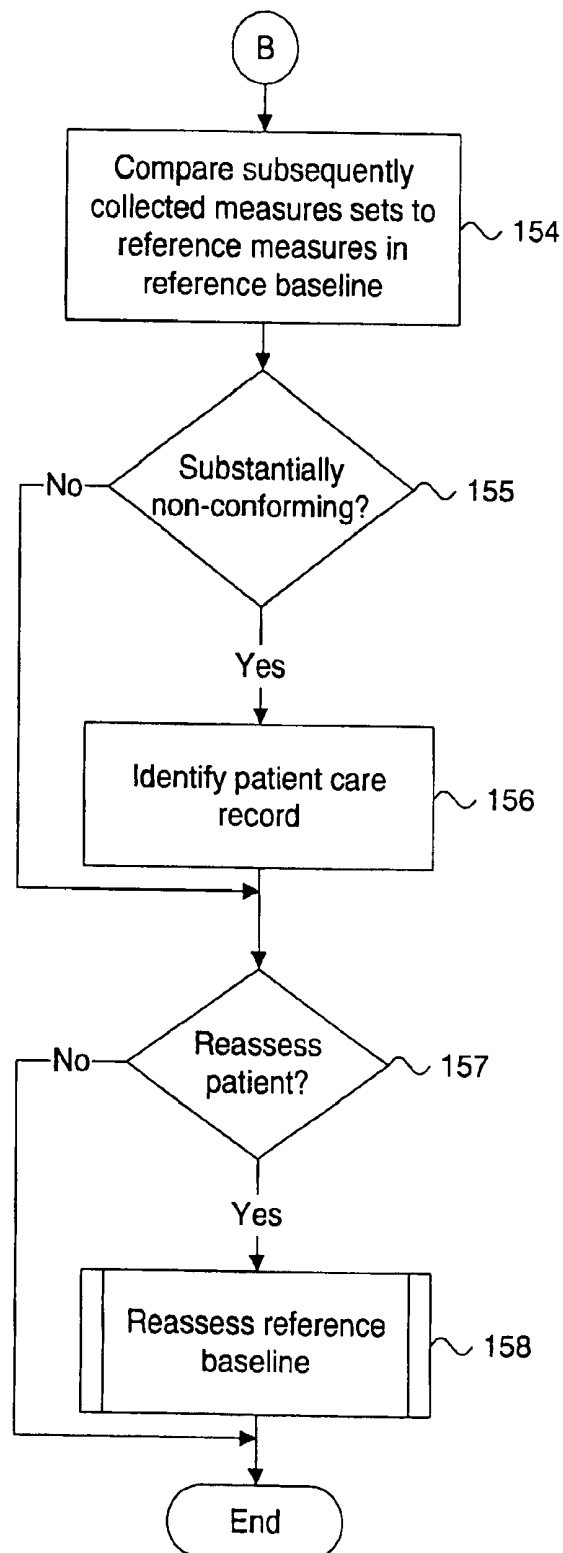 B
Compare subsequently
collected measures sets to
reference measures in
reference baseline
154
Substantially
non-conforming?
155
No
Yes
Identify patient care
record
156
Reassess
patient?
157
No
Yes
Reassess reference
baseline
158
End